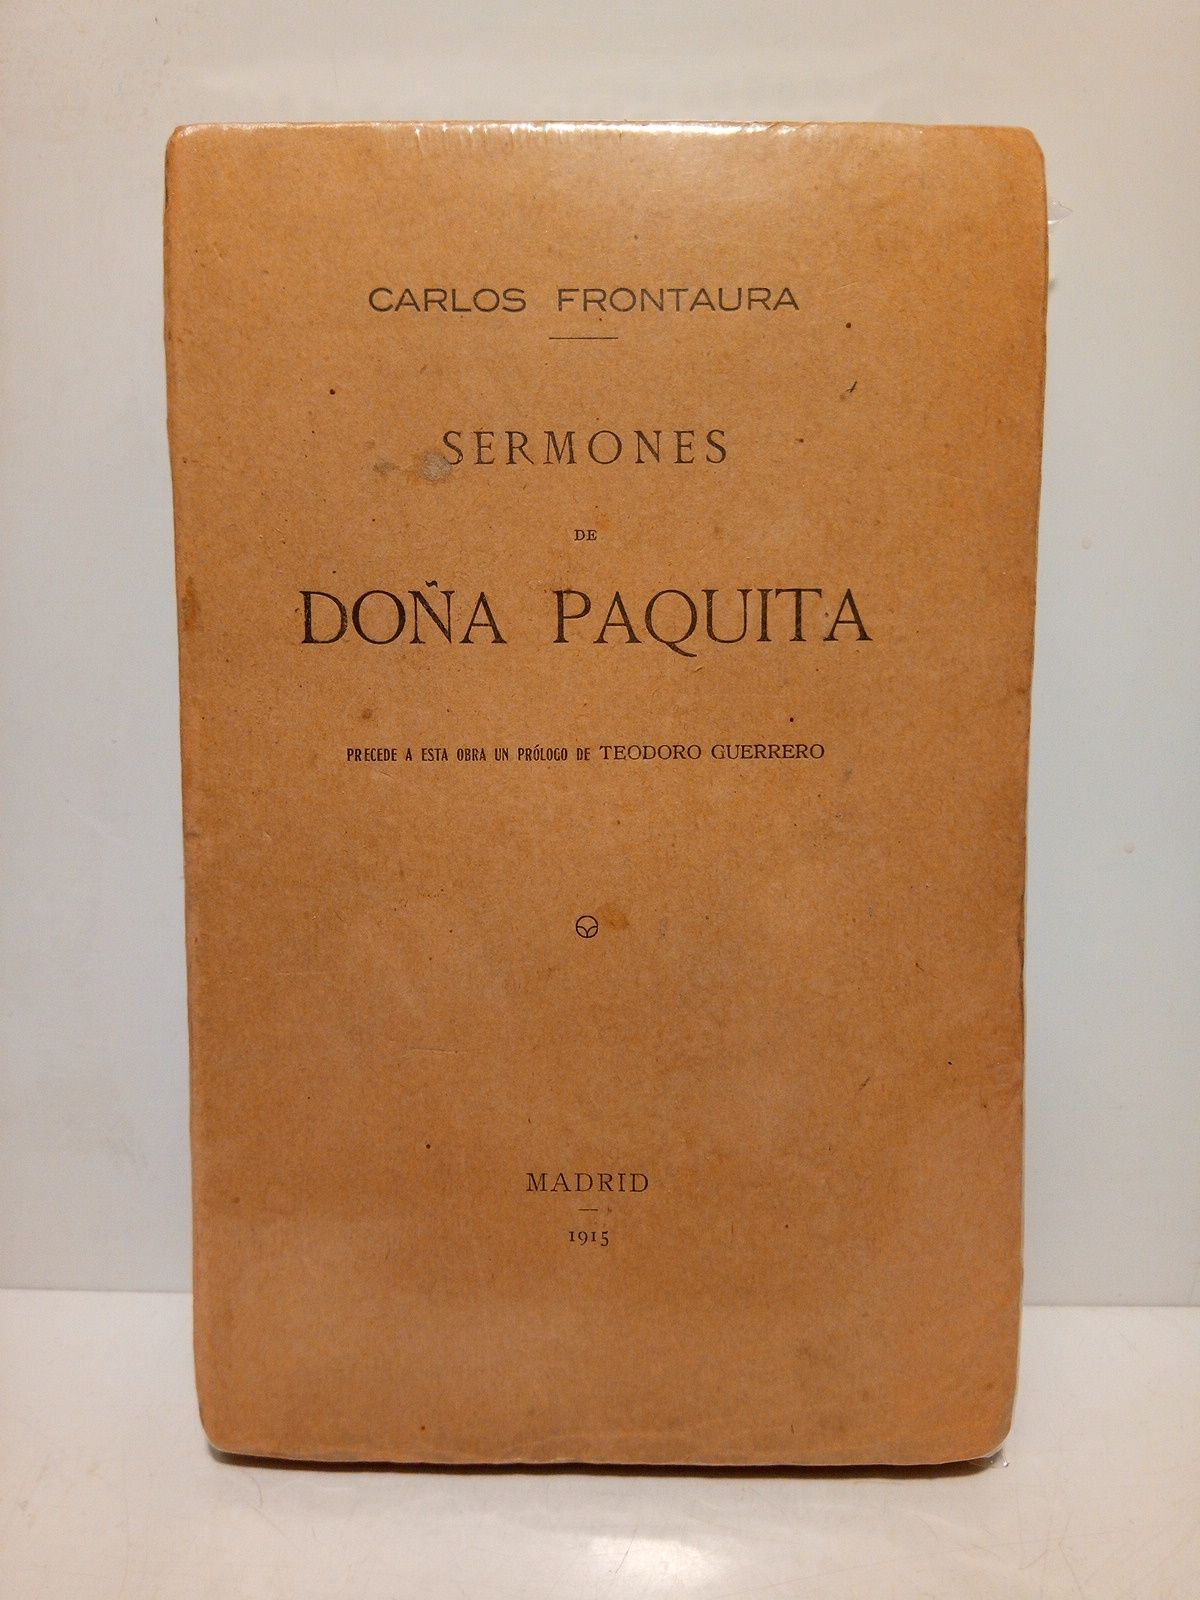 CARLOS FRONTAURA
SERMONES
DE
DOÑA PAQUITA
PRECEDE A ESTA OBRA UN PRÓLOGO DE TEODORO GUERRERO
MADRID
1915